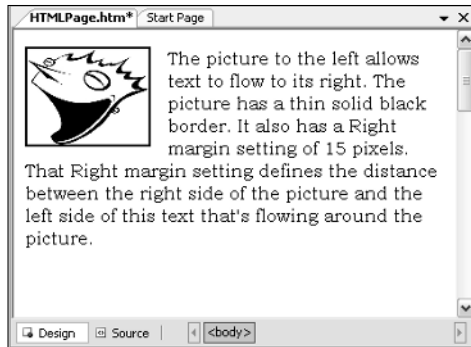 HTMLPage.htm* Start Page
The picture to the left allows
text to flow to its right. The
picture has a thin solid black
border. It also has a Right
margin setting of 15 pixels.
That Right margin setting defines the distance
between the right side of the picture and the
left side of this text that's flowing around the
picture.
Design Source <body>